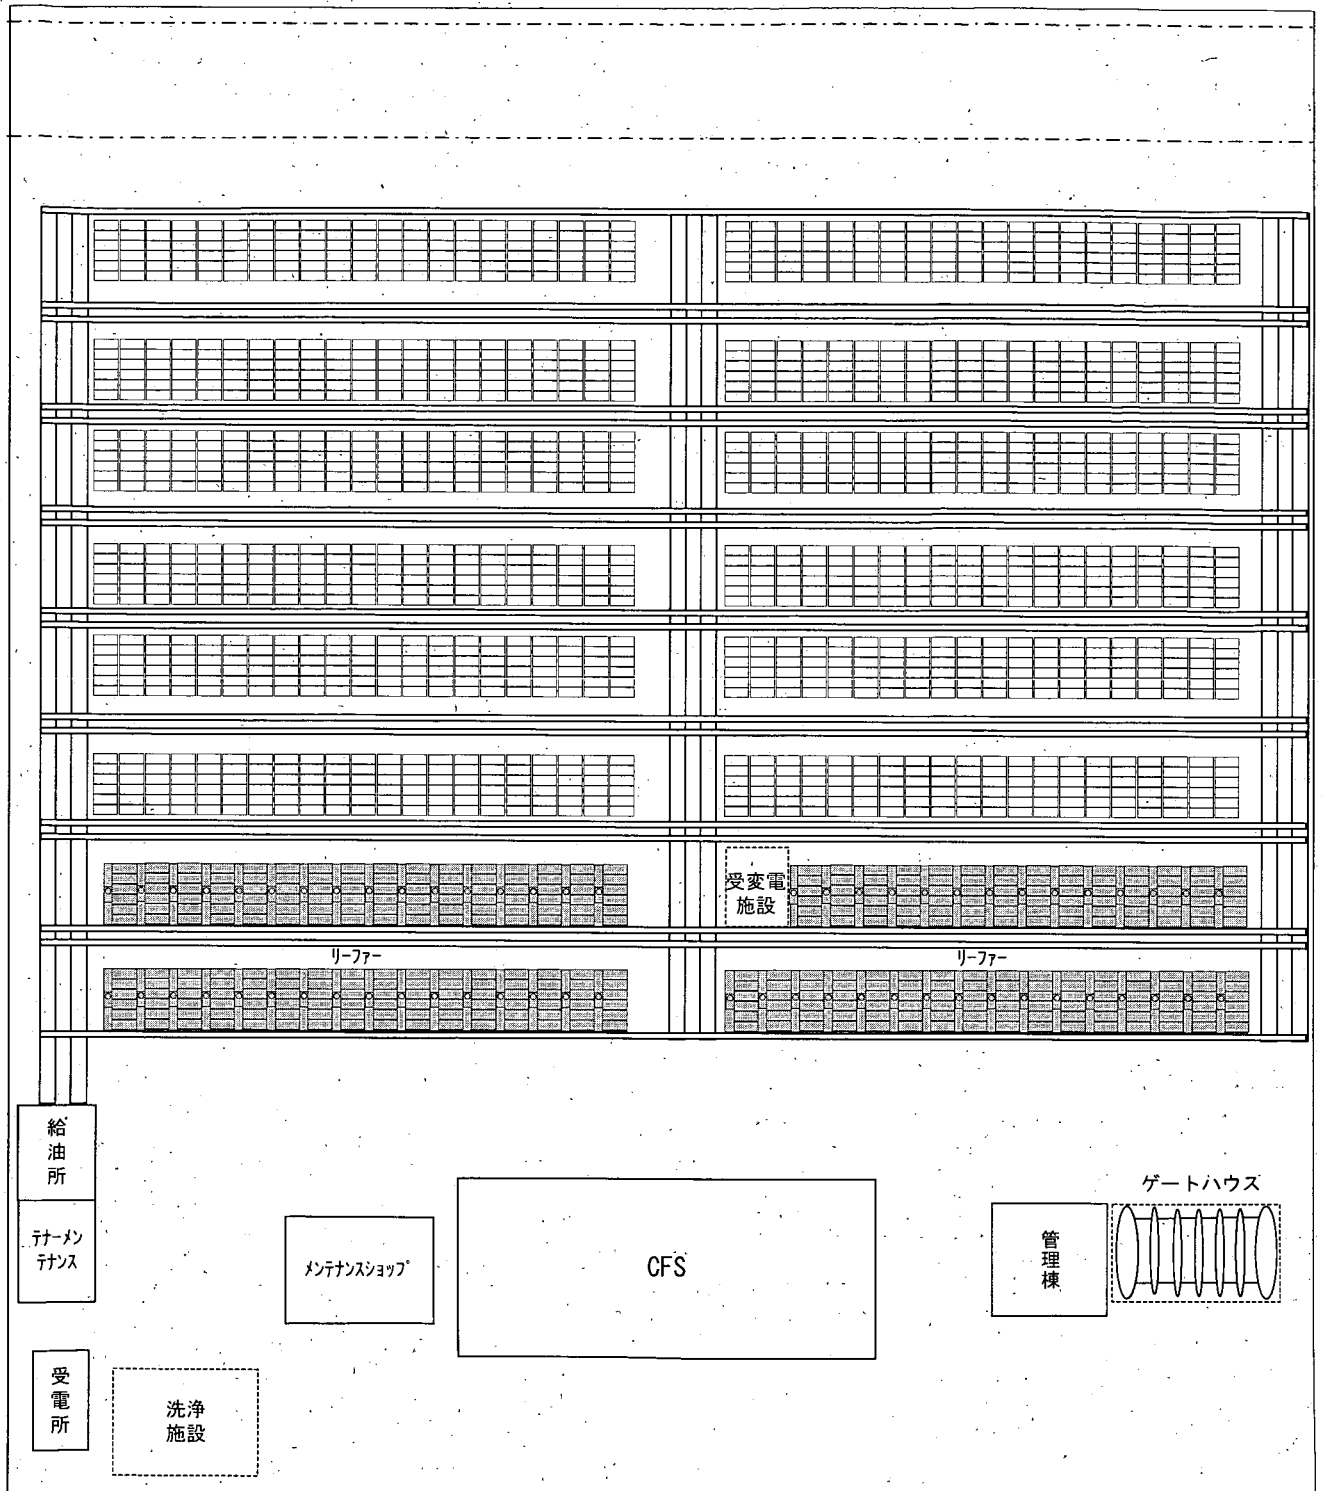 受変電
施設
リーファー
リーファー
給
油
所
ゲートハウス
テナーメン
テナンス
メンテナンスショップ
CFS
管
理
棟
受
電
所
洗浄
施設